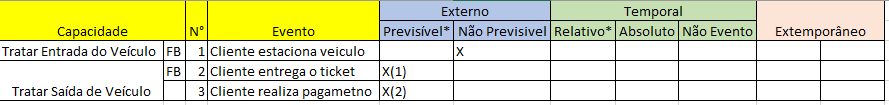 Capacidade N° Evento Externo Temporal Extemporâneo
Previsível* Não Previsivel Relativo* Absoluto Não Evento
Tratar Entrada do Veículo FB 1 Cliente estaciona veiculo X
FB 2 Cliente entrega o ticket X(1)
Tratar Saída de Veículo 3 Cliente realiza pagametno X(2)